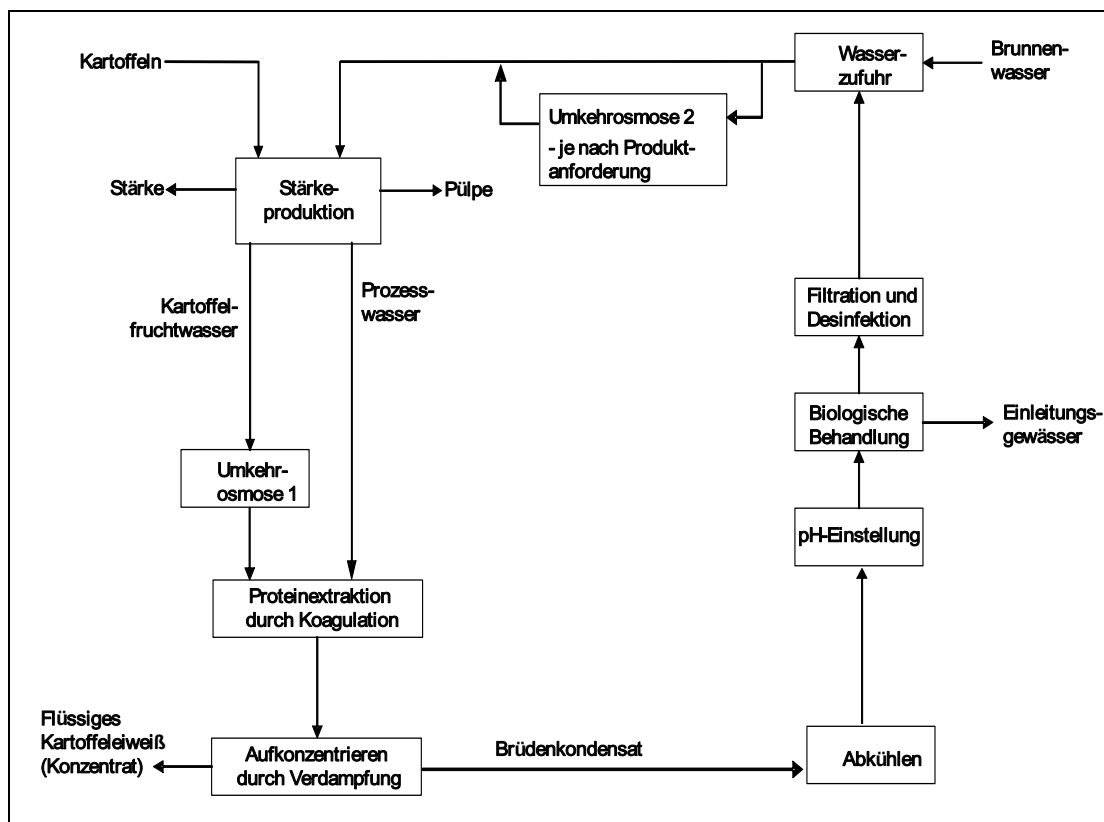 Kartoffeln
Wasser-
zufuhr
Brunnen-
wasser
Umkehrosmose 2
- je nach Produkt-
anforderung
Stärke
Stärke-
produktion
Pülpe
Kartoffel-
fruchtwasser
Prozess-
wasser
Filtration und
Desinfektion
Biologische
Behandlung
Einleitungs-
gewässer
Umkehr-
osmose 1
pH-Einstellung
Proteinextraktion
durch Koagulation
Flüssiges
Kartoffeleiweiß
(Konzentrat)
Aufkonzentrieren
durch Verdampfung
Brüdenkondensat
Abkühlen